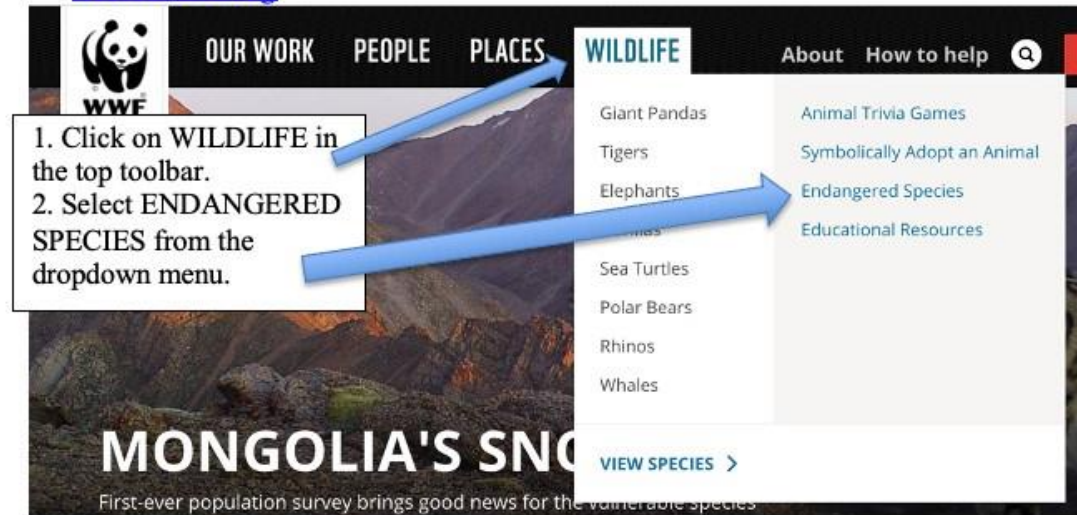 WWF
OUR WORK PEOPLE PLACES WILDLIFE About How to help
1. Click on WILDLIFE in
the top toolbar.
2. Select ENDANGERED
SPECIES from the
dropdown menu.
Giant Pandas
Tigers
Elephants
Sea Turtles
Polar Bears
Rhinos
Whales
Animal Trivia Games
Symbolically Adopt an Animal
Endangered Species
Educational Resources
VIEW SPECIES >
MONGOLIA'S
First-ever population survey brings good news for the vulnerable species